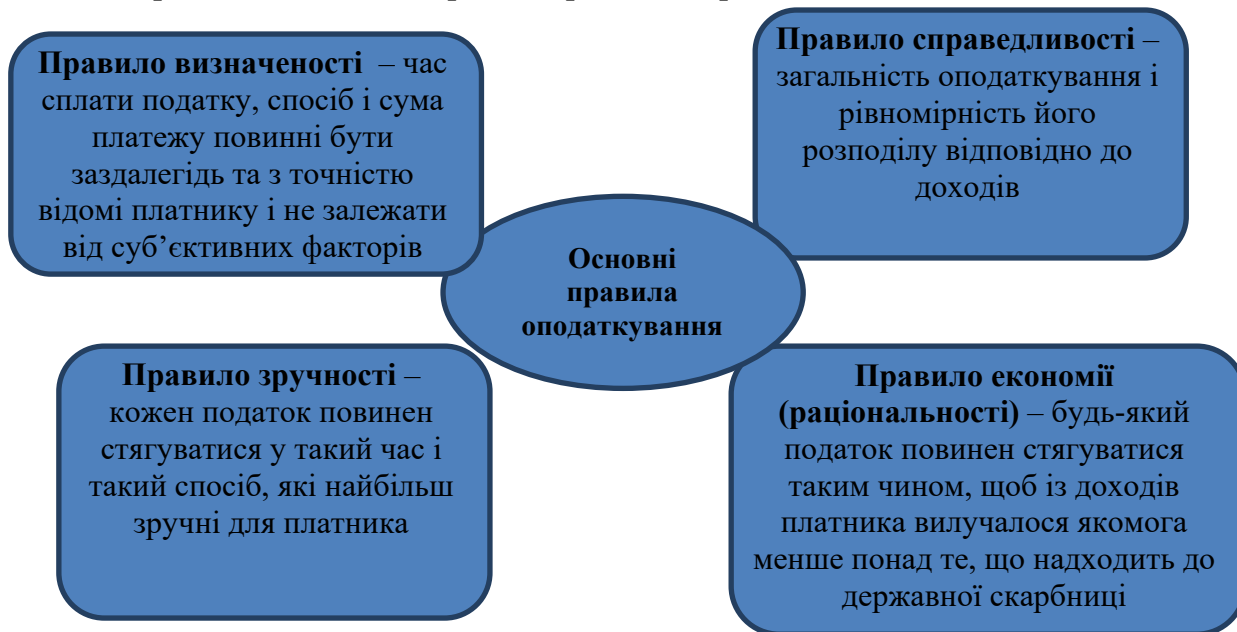 Правило визначеності – час
сплати податку, спосіб і сума
платежу повинні бути
заздалегідь та з точністю
відомі платнику і не залежати
від суб’єктивних факторів
Правило справедливості –
загальність оподаткування і
рівномірність його
розподілу відповідно до
доходів
Основні
правила
оподаткування
Правило зручності –
кожен податок повинен
стягуватися у такий час і
такий спосіб, які найбільш
зручні для платника
Правило економії
(раціональності) – будь-який
податок повинен стягуватися
таким чином, щоб із доходів
платника вилучалося якомога
менше понад те, що надходить до
державної скарбниці